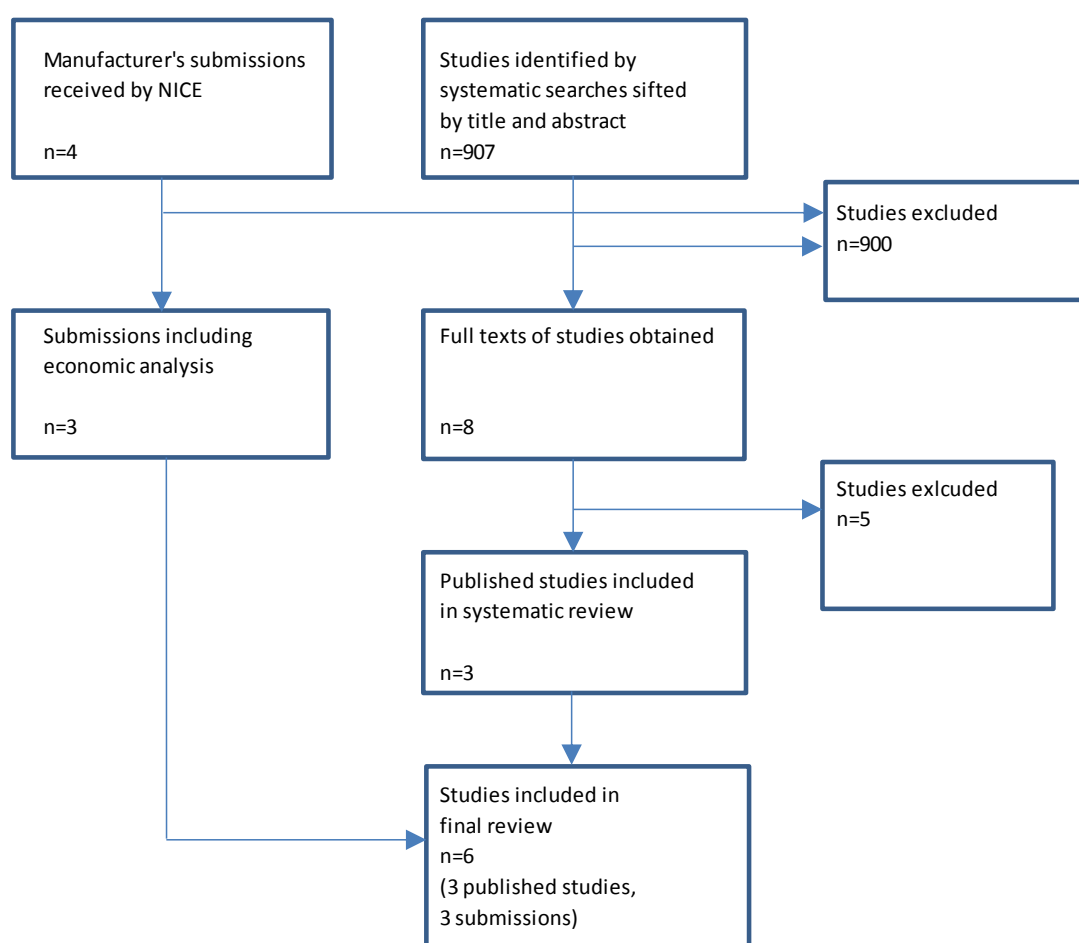 Manufacturer's submissions
received by NICE
n=4
Studies identified by
systematic searches sifted
by title and abstract
n=907
Studies excluded
n=900
Submissions including
economic analysis
n=3
Full texts of studies obtained
n=8
Studies exlcuded
n=5
Published studies included
in systematic review
n=3
Studies included in
final review
n=6
(3 published studies,
3 submissions)